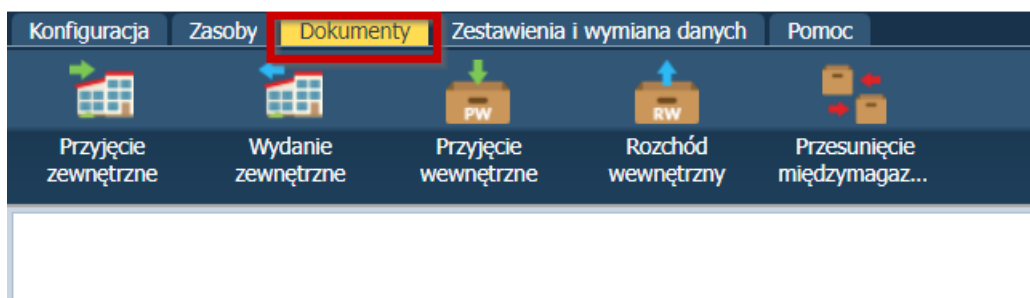 Konfiguracja Zasoby Dokumenty Zestawienia i wymiana danych Pomoc
PW RW
Przyjęcie Wydanie Przyjęcie Rozchód Przesunięcie
zewnętrzne zewnętrzne wewnętrzne wewnętrzny międzymagaz...